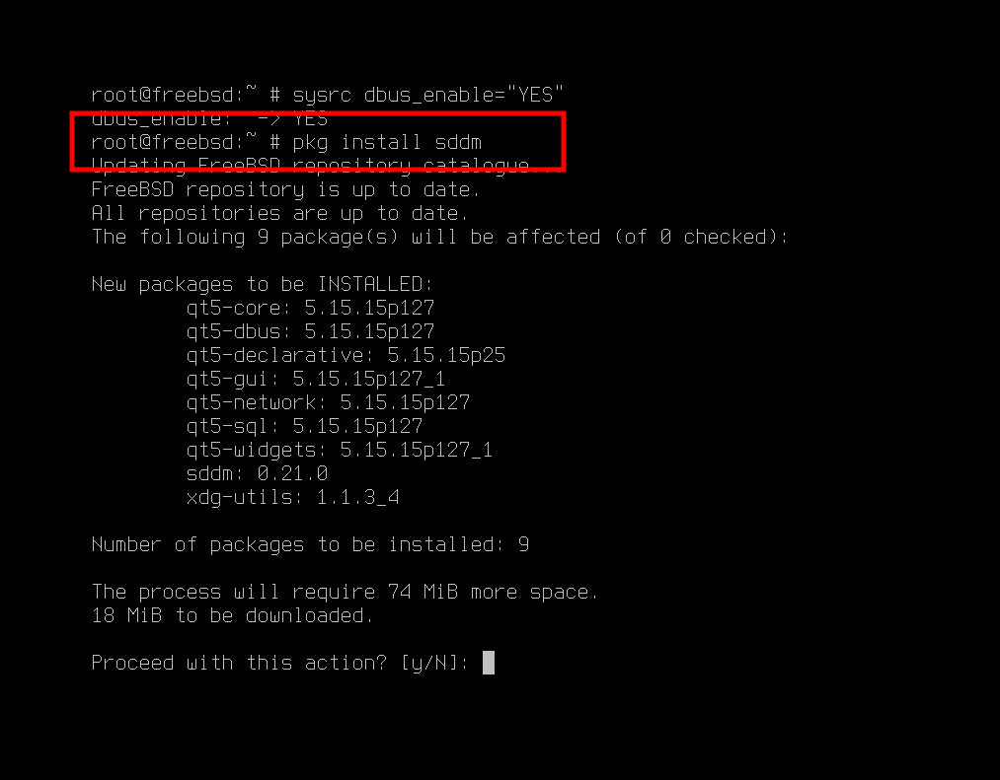 root@freebsd:~ # sysrc dbus_enable="YES"
dbus_enable:  -> YES
root@freebsd:~ # pkg install sddm
Updating FreeBSD repository catalogue...
FreeBSD repository is up to date.
All repositories are up to date.
The following 9 package(s) will be affected (of 0 checked):
New packages to be INSTALLED:
qt5-core: 5.15.15p127
qt5-dbus: 5.15.15p127
qt5-declarative: 5.15.15p25
qt5-gui: 5.15.15p127_1
qt5-network: 5.15.15p127
qt5-sql: 5.15.15p127
qt5-widgets: 5.15.15p127_1
sddm: 0.21.0
xdg-utils: 1.1.3_4
Number of packages to be installed: 9
The process will require 74 MiB more space.
18 MiB to be downloaded.
Proceed with this action? [y/N]: